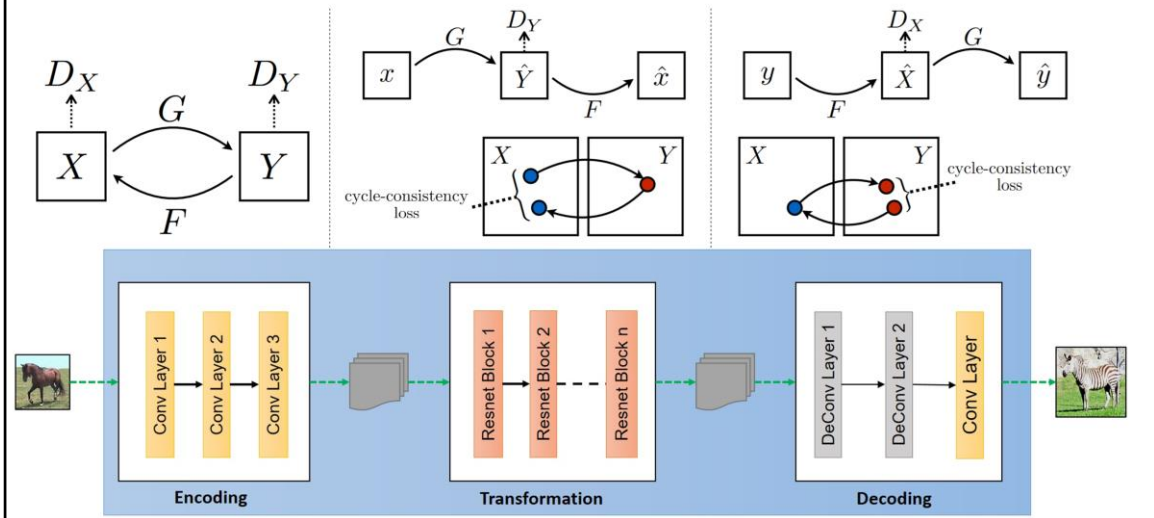 D_X
D_Y
G
X
Y
F
G
D_Y
x
Ŷ
x̂
F
X
Y
cycle-consistency
loss
D_X
G
y
X̂
ŷ
F
X
Y
cycle-consistency
loss
Conv Layer 1
Conv Layer 2
Conv Layer 3
Encoding
Resnet Block 1
Resnet Block 2
Resnet Block n
Transformation
DeConv Layer 1
DeConv Layer 2
Conv Layer
Decoding